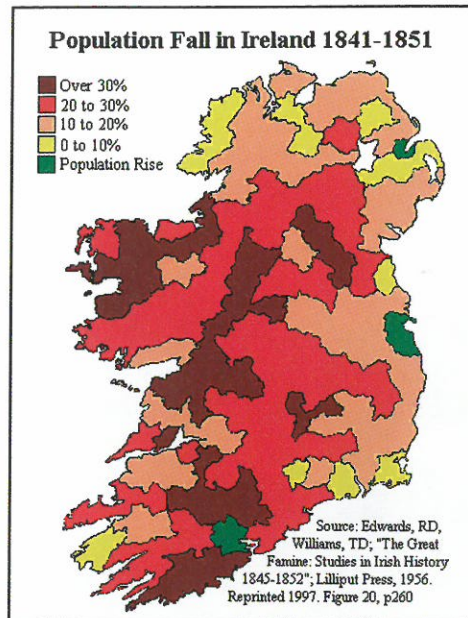 Population Fall in Ireland 1841-1851
Over 30%
20 to 30%
10 to 20%
0 to 10%
Population Rise
Source: Edwards, RD,
Williams, TD; "The Great
Famine: Studies in Irish History
1845-1852"; Lilliput Press, 1956.
Reprinted 1997. Figure 20, p260